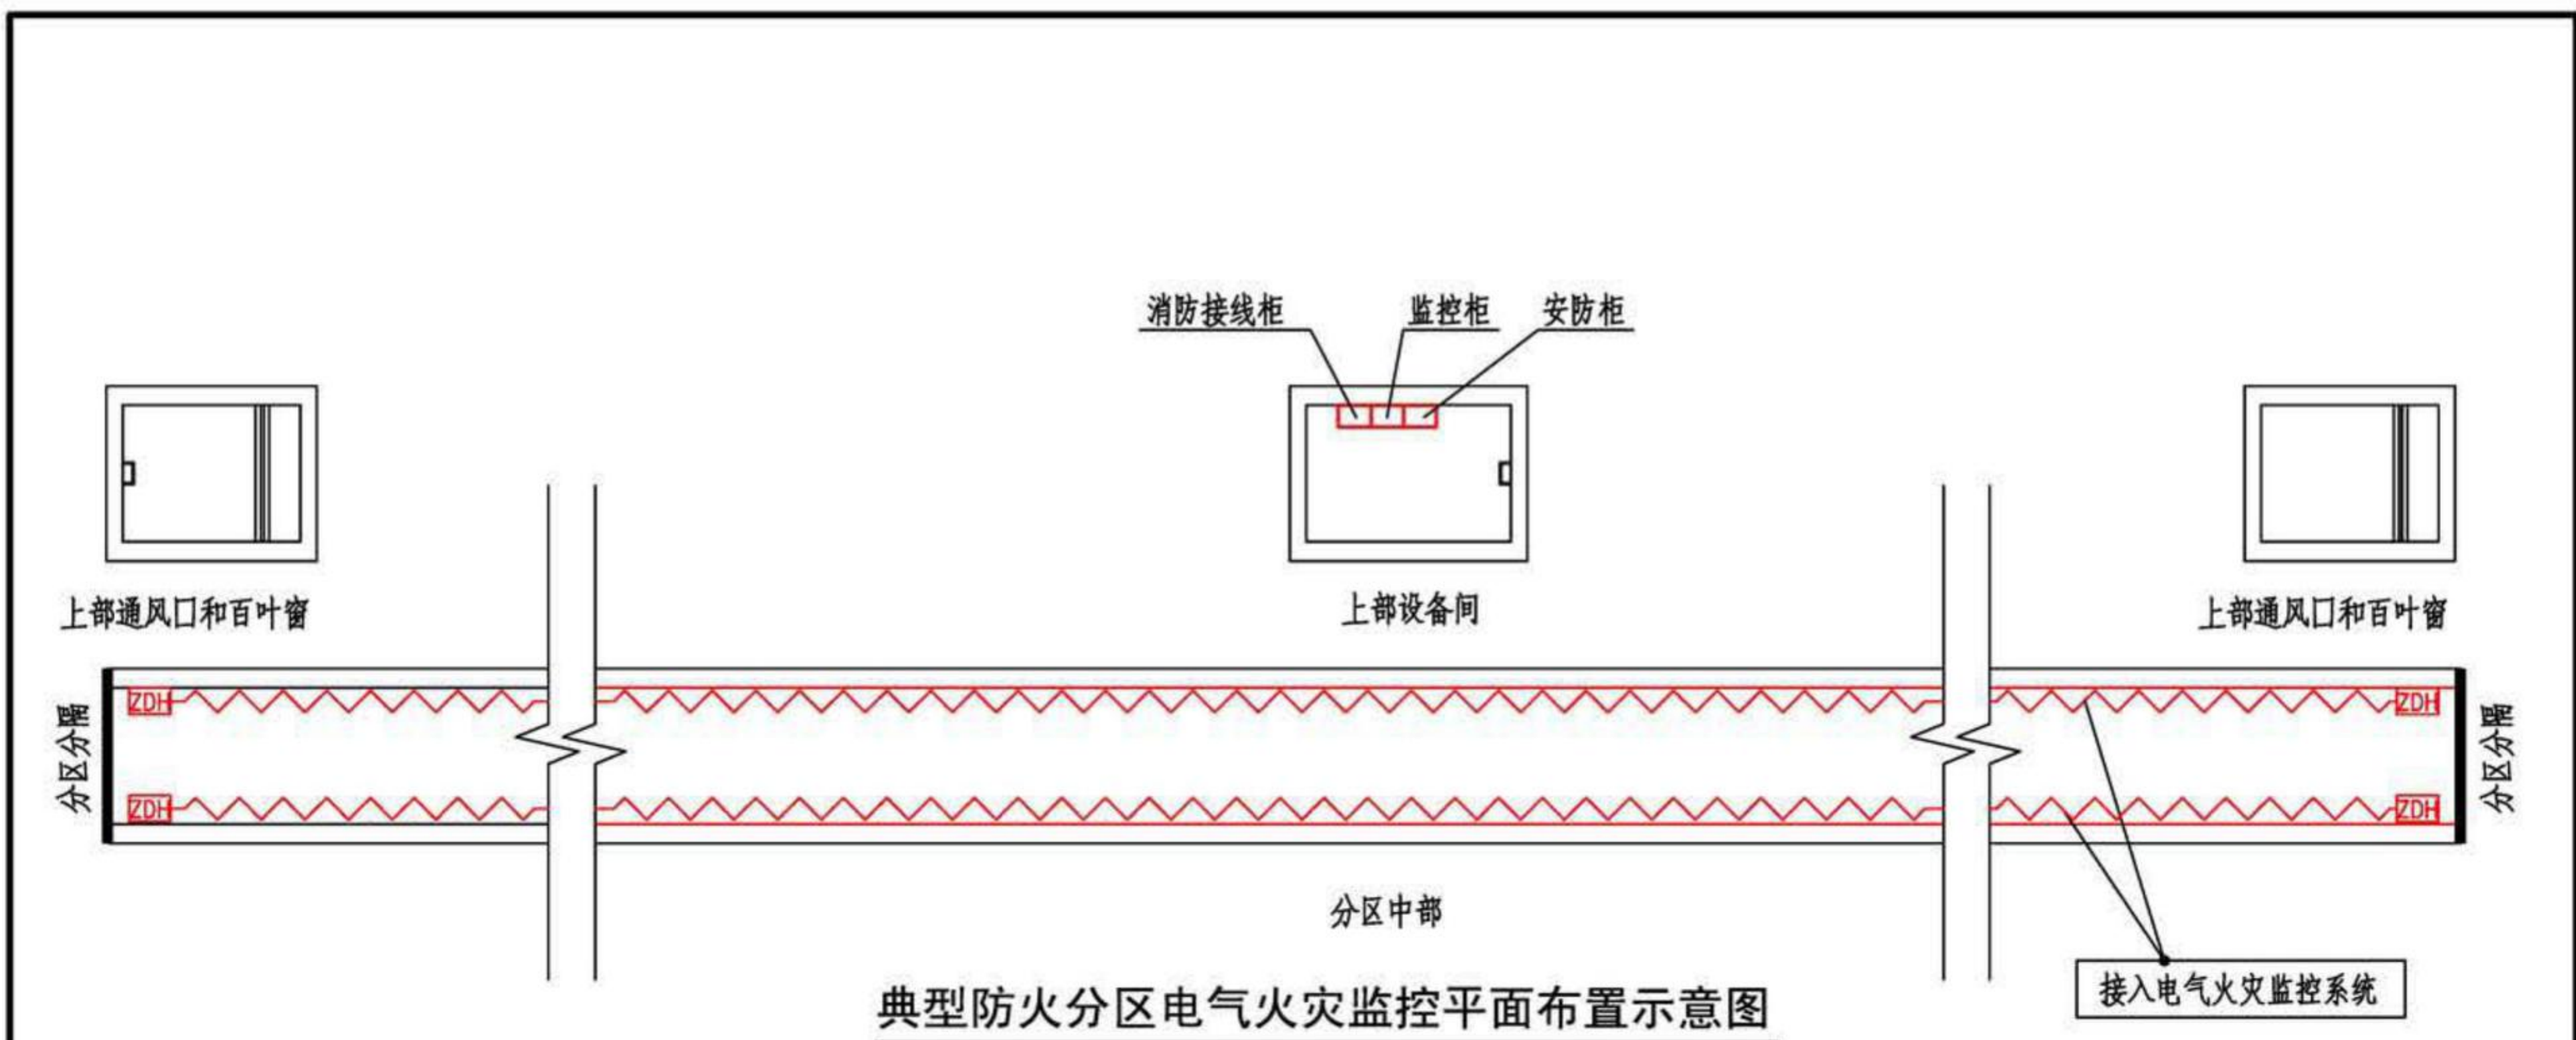 消防接线柜
监控柜
安防柜
上部通风口和百叶窗
上部设备间
上部通风口和百叶窗
分区分隔
ZDH
ZDH
分区分隔
ZDH
ZDH
分区中部
接入电气火灾监控系统
典型防火分区电气火灾监控平面布置示意图